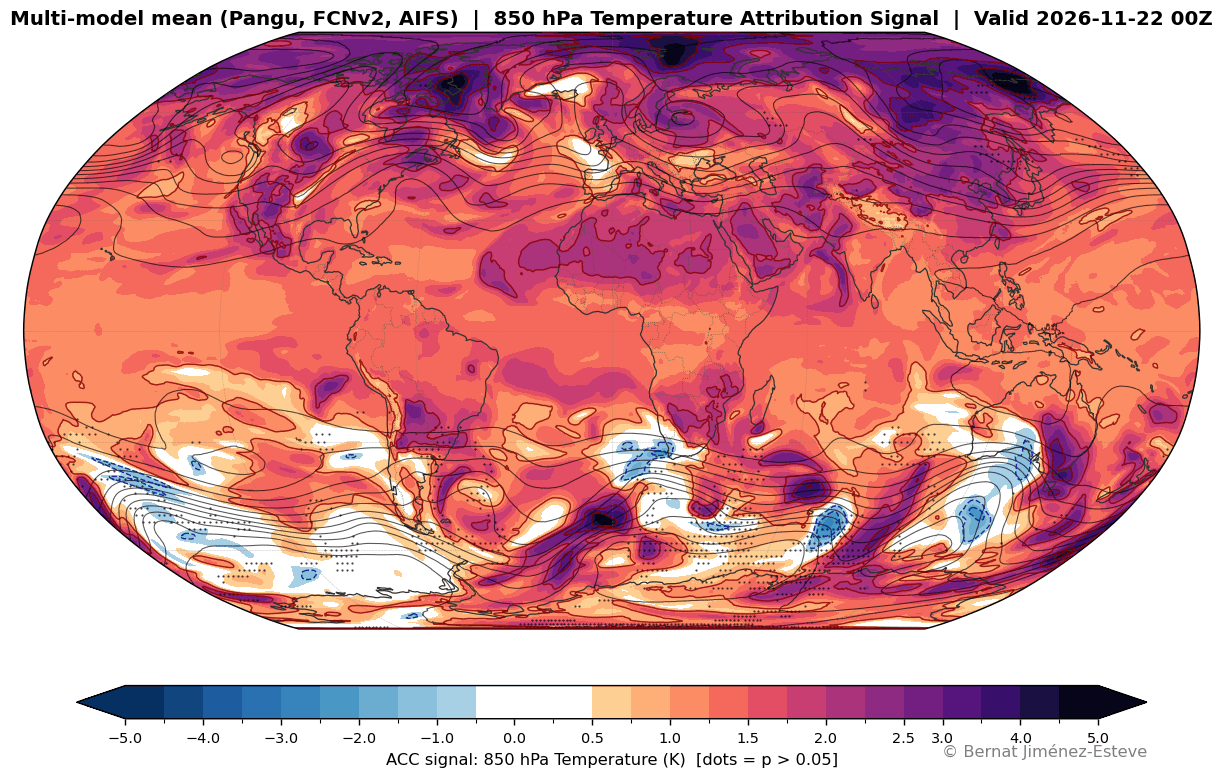 Multi-model mean (Pangu, FCNv2, AIFS) | 850 hPa Temperature Attribution Signal | Valid 2026-11-22 00Z
−5.0 −4.0 −3.0 −2.0 −1.0 0.0 0.5 1.0 1.5 2.0 2.5 3.0 4.0 5.0
© Bernat Jiménez-Esteve
ACC signal: 850 hPa Temperature (K) [dots = p > 0.05]